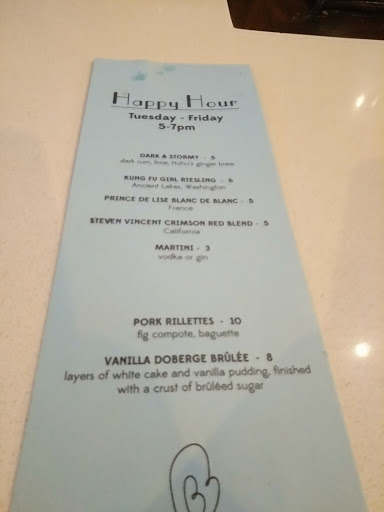 Happy Hour
Tuesday - Friday
5-7pm
DARK & STORMY - 5
dark rum, lime, Huhu's ginger brew
KUNG FU GIRL RIESLING - 6
Ancient Lakes, Washington
PRINCE DE LISE BLANC DE BLANC - 5
France
STEVEN VINCENT CRIMSON RED BLEND - 5
California
MARTINI - 3
vodka or gin
PORK RILLETTES - 10
fig compote, baguette
VANILLA DOBERGE BRÛLÉE - 8
layers of white cake and vanilla pudding, finished
with a crust of brûléed sugar